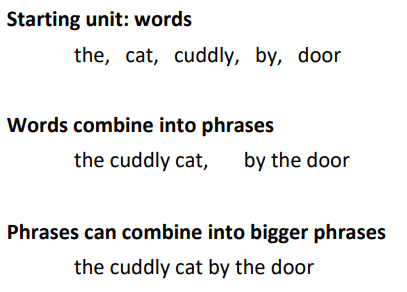 Starting unit: words
the, cat, cuddly, by, door
Words combine into phrases
the cuddly cat, by the door
Phrases can combine into bigger phrases
the cuddly cat by the door